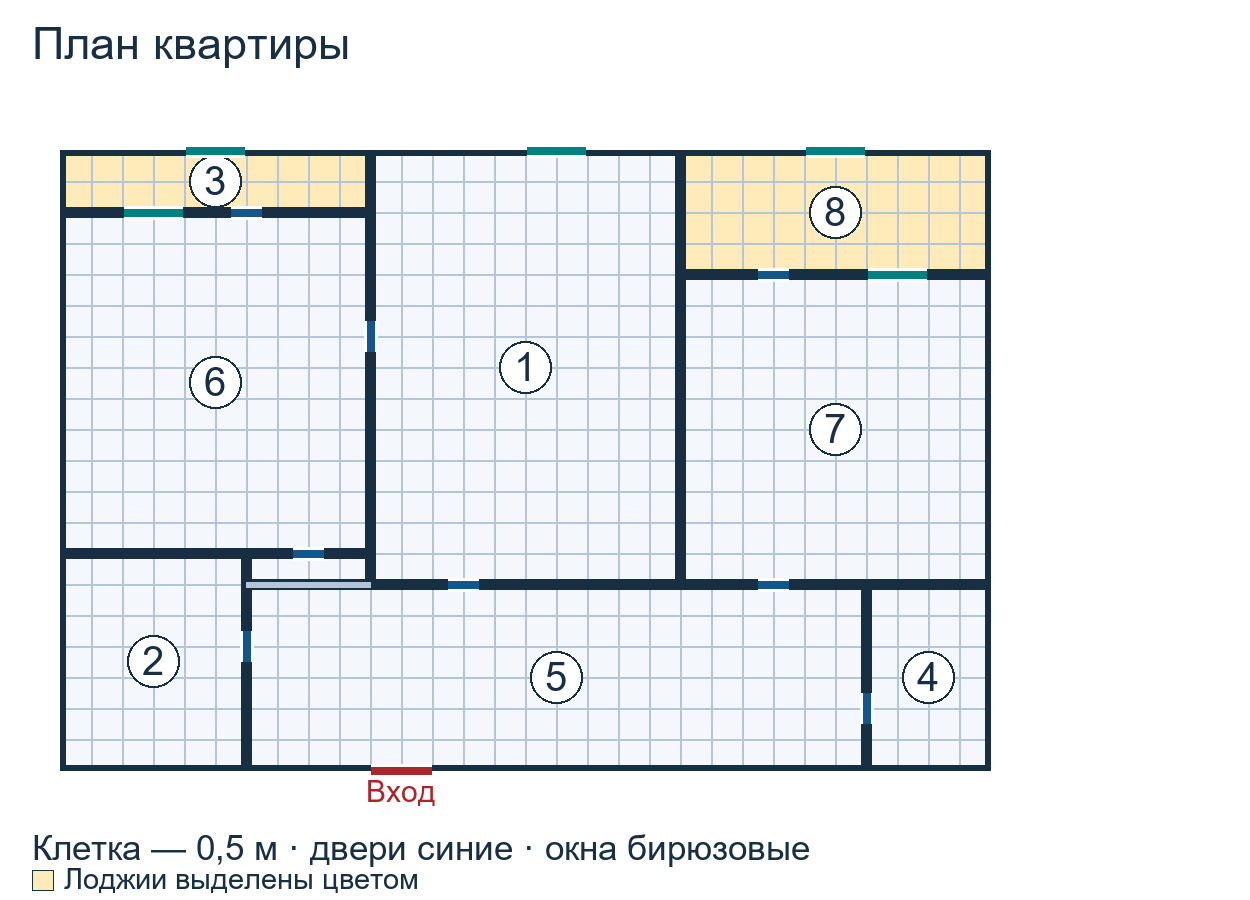 План квартиры
3
8
1
6
7
2
5
4
Вход
Клетка — 0,5 м · двери синие · окна бирюзовые
Лоджии выделены цветом